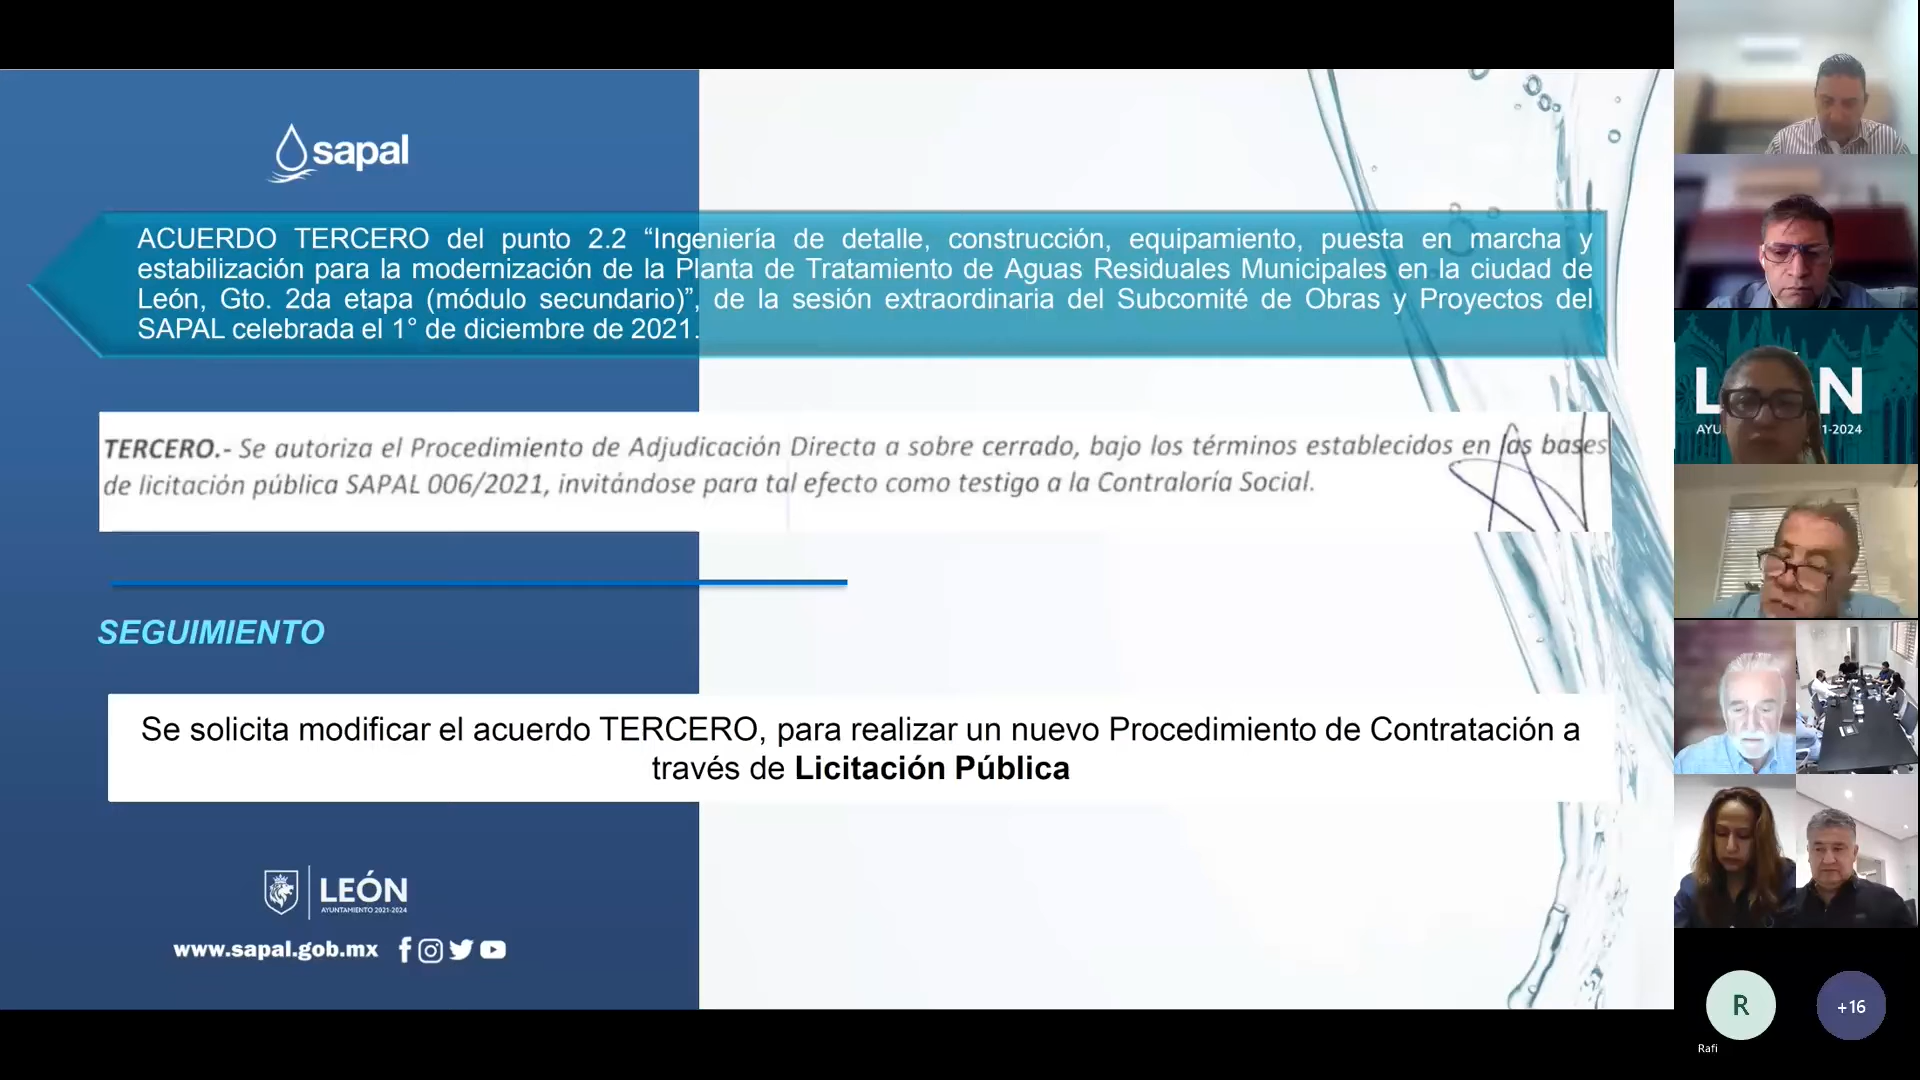 sapal
ACUERDO TERCERO del punto 2.2 “Ingeniería de detalle, construcción, equipamiento, puesta en marcha y
estabilización para la modernización de la Planta de Tratamiento de Aguas Residuales Municipales en la ciudad de
León, Gto. 2da etapa (módulo secundario)”, de la sesión extraordinaria del Subcomité de Obras y Proyectos del
SAPAL celebrada el 1° de diciembre de 2021.
TERCERO.- Se autoriza el Procedimiento de Adjudicación Directa a sobre cerrado, bajo los términos establecidos en las bases
de licitación pública SAPAL 006/2021, invitándose para tal efecto como testigo a la Contraloría Social.
SEGUIMIENTO
Se solicita modificar el acuerdo TERCERO, para realizar un nuevo Procedimiento de Contratación a
través de Licitación Pública
LEÓN
AYUNTAMIENTO 2021-2024
www.sapal.gob.mx
R
+16
Rafi